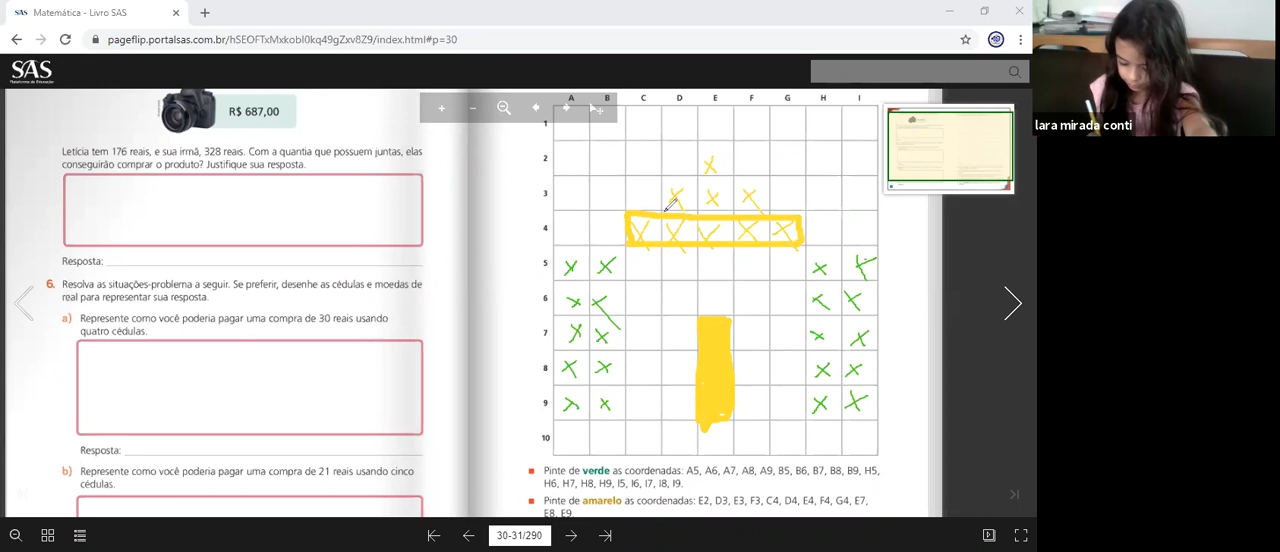 SAS Matemática - Livro SAS
pageflip.portalsas.com.br/hSEOFTxMxkobI0kq49gZxv8Z9/index.html#p=30
SAS
Plataforma de Educação
lara mirada conti
R$ 687,00
Letícia tem 176 reais, e sua irmã, 328 reais. Com a quantia que possuem juntas, elas
conseguirão comprar o produto? Justifique sua resposta.
Resposta:
6. Resolva as situações-problema a seguir. Se preferir, desenhe as cédulas e moedas de
real para representar sua resposta.
a) Represente como você poderia pagar uma compra de 30 reais usando
quatro cédulas.
Resposta:
b) Represente como você poderia pagar uma compra de 21 reais usando cinco
cédulas.
A B C D E F G H I
1
2
3
4
5
6
7
8
9
10
Pinte de verde as coordenadas: A5, A6, A7, A8, A9, B5, B6, B7, B8, B9, H5,
H6, H7, H8, H9, I5, I6, I7, I8, I9.
Pinte de amarelo as coordenadas: E2, D3, E3, F3, C4, D4, E4, F4, G4, E7,
E8, E9.
30-31/290